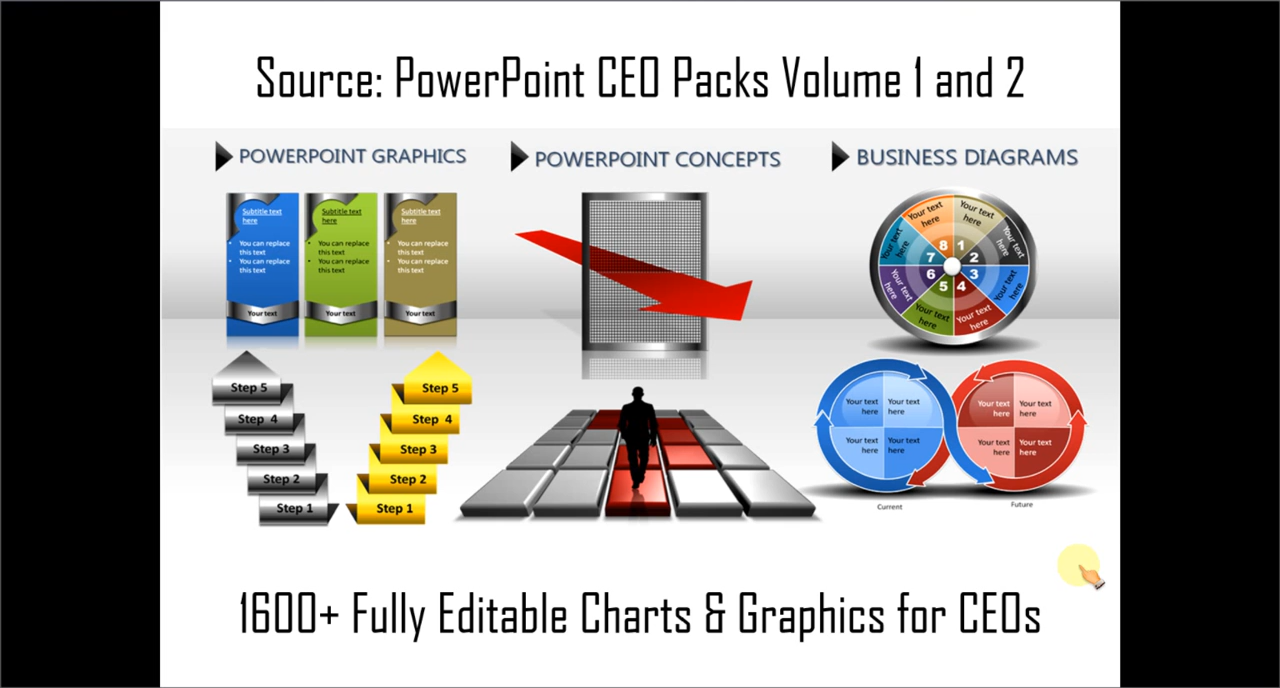 Source: PowerPoint CEO Packs Volume 1 and 2
POWERPOINT GRAPHICS
POWERPOINT CONCEPTS
BUSINESS DIAGRAMS
Subtitle text
here
• You can replace
this text
• You can replace
this text
Your text
Subtitle text
here
• You can replace
this text
• You can replace
this text
Your text
Subtitle text
here
• You can replace
this text
• You can replace
this text
Your text
Step 5
Step 4
Step 3
Step 2
Step 1
Step 5
Step 4
Step 3
Step 2
Step 1
Your text
here
Your text
here
Your text
here
Your text
here
Your text
here
Your text
here
Your text
here
Your text
here
8
1
7
2
6
3
5
4
Your text
here
Your text
here
Your text
here
Your text
here
Current
Your text
here
Your text
here
Your text
here
Your text
here
Future
1600+ Fully Editable Charts & Graphics for CEOs